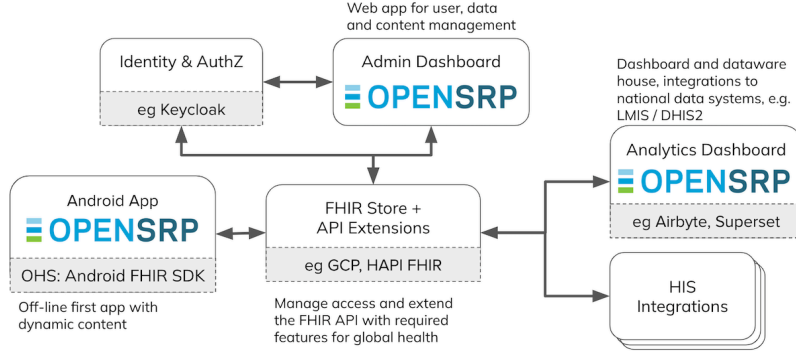 Web app for user, data
and content management
Identity & AuthZ
eg Keycloak
Admin Dashboard
OPENSRP
Dashboard and dataware
house, integrations to
national data systems, e.g.
LMIS / DHIS2
Analytics Dashboard
OPENSRP
eg Airbyte, Superset
Android App
OPENSRP
OHS: Android FHIR SDK
Off-line first app with
dynamic content
FHIR Store +
API Extensions
eg GCP, HAPI FHIR
Manage access and extend
the FHIR API with required
features for global health
HIS
Integrations